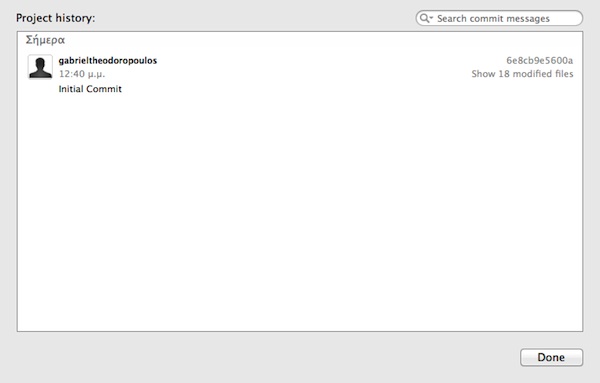 Project history:
Search commit messages
Σήμερα
gabrieltheodoropoulos
6e8cb9e5600a
12:40 μ.μ.
Show 18 modified files
Initial Commit
Done